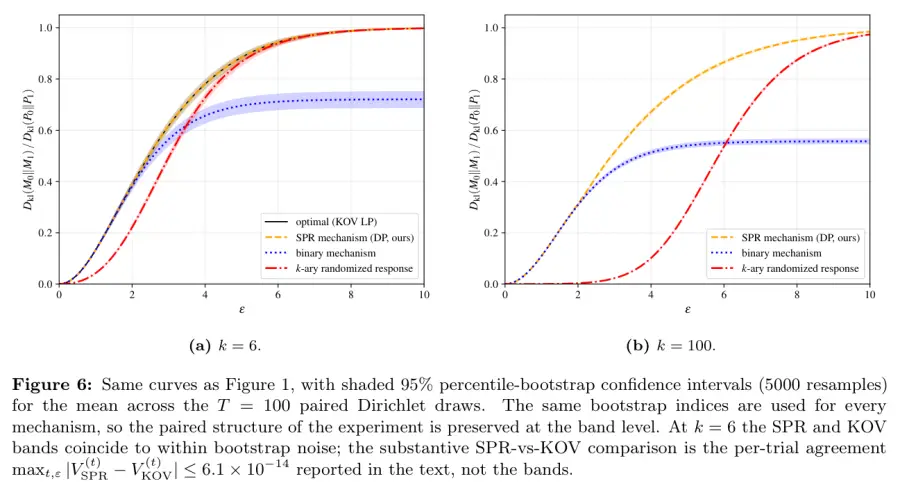 1.0
0.8
0.6
0.4
0.2
0.0
D_kl(M_0‖M_1) / D_kl(P_0‖P_1)
optimal (KOV LP)
SPR mechanism (DP, ours)
binary mechanism
k-ary randomized response
0 2 4 6 8 10
ε
(a) k = 6.
1.0
0.8
0.6
0.4
0.2
0.0
D_kl(M_0‖M_1) / D_kl(P_0‖P_1)
SPR mechanism (DP, ours)
binary mechanism
k-ary randomized response
0 2 4 6 8 10
ε
(b) k = 100.
Figure 6: Same curves as Figure 1, with shaded 95% percentile-bootstrap confidence intervals (5000 resamples)
for the mean across the T = 100 paired Dirichlet draws. The same bootstrap indices are used for every
mechanism, so the paired structure of the experiment is preserved at the band level. At k = 6 the SPR and KOV
bands coincide to within bootstrap noise; the substantive SPR-vs-KOV comparison is the per-trial agreement
max_{t,ε} |V_SPR^(t) − V_KOV^(t)| ≤ 6.1 × 10^−14 reported in the text, not the bands.